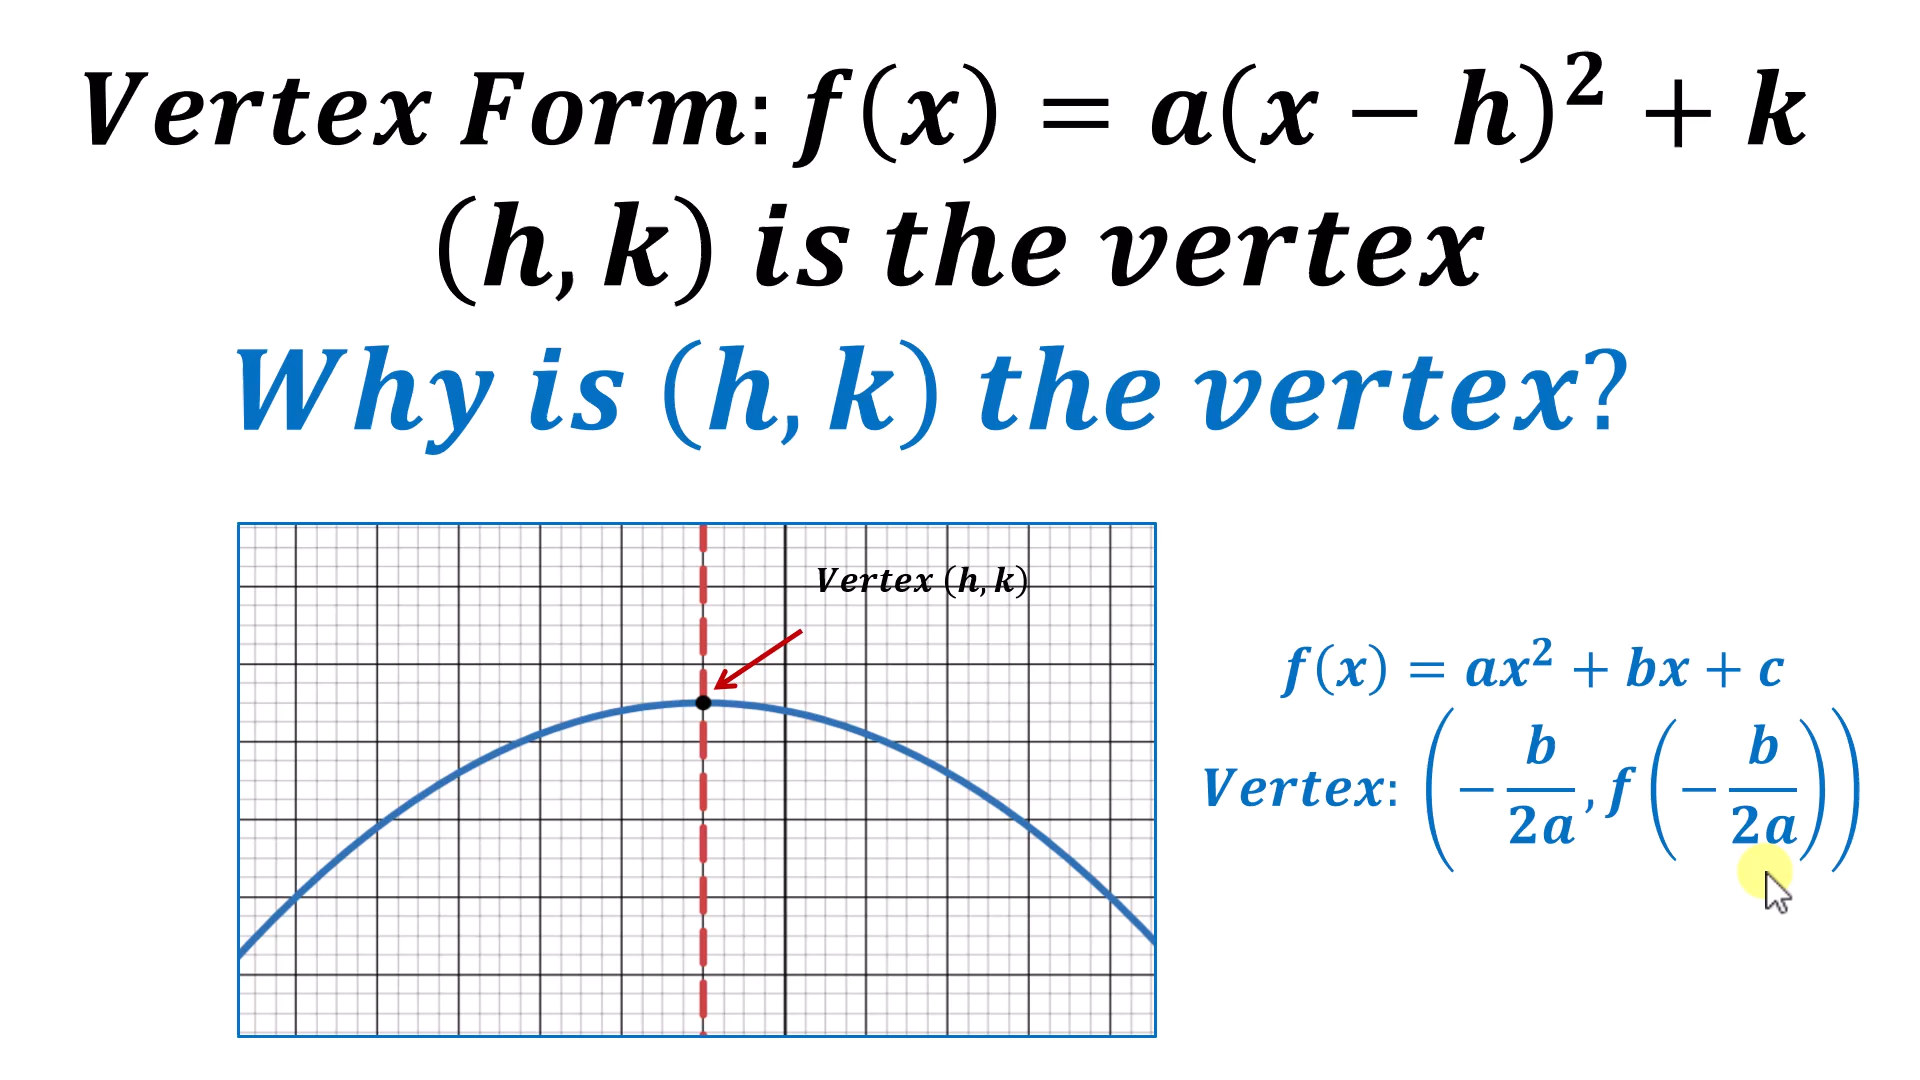 Vertex Form: f(x) = a(x − h)² + k
(h, k) is the vertex
Why is (h, k) the vertex?
Vertex (h, k)
f(x) = ax² + bx + c
Vertex: (−b/2a, f(−b/2a))